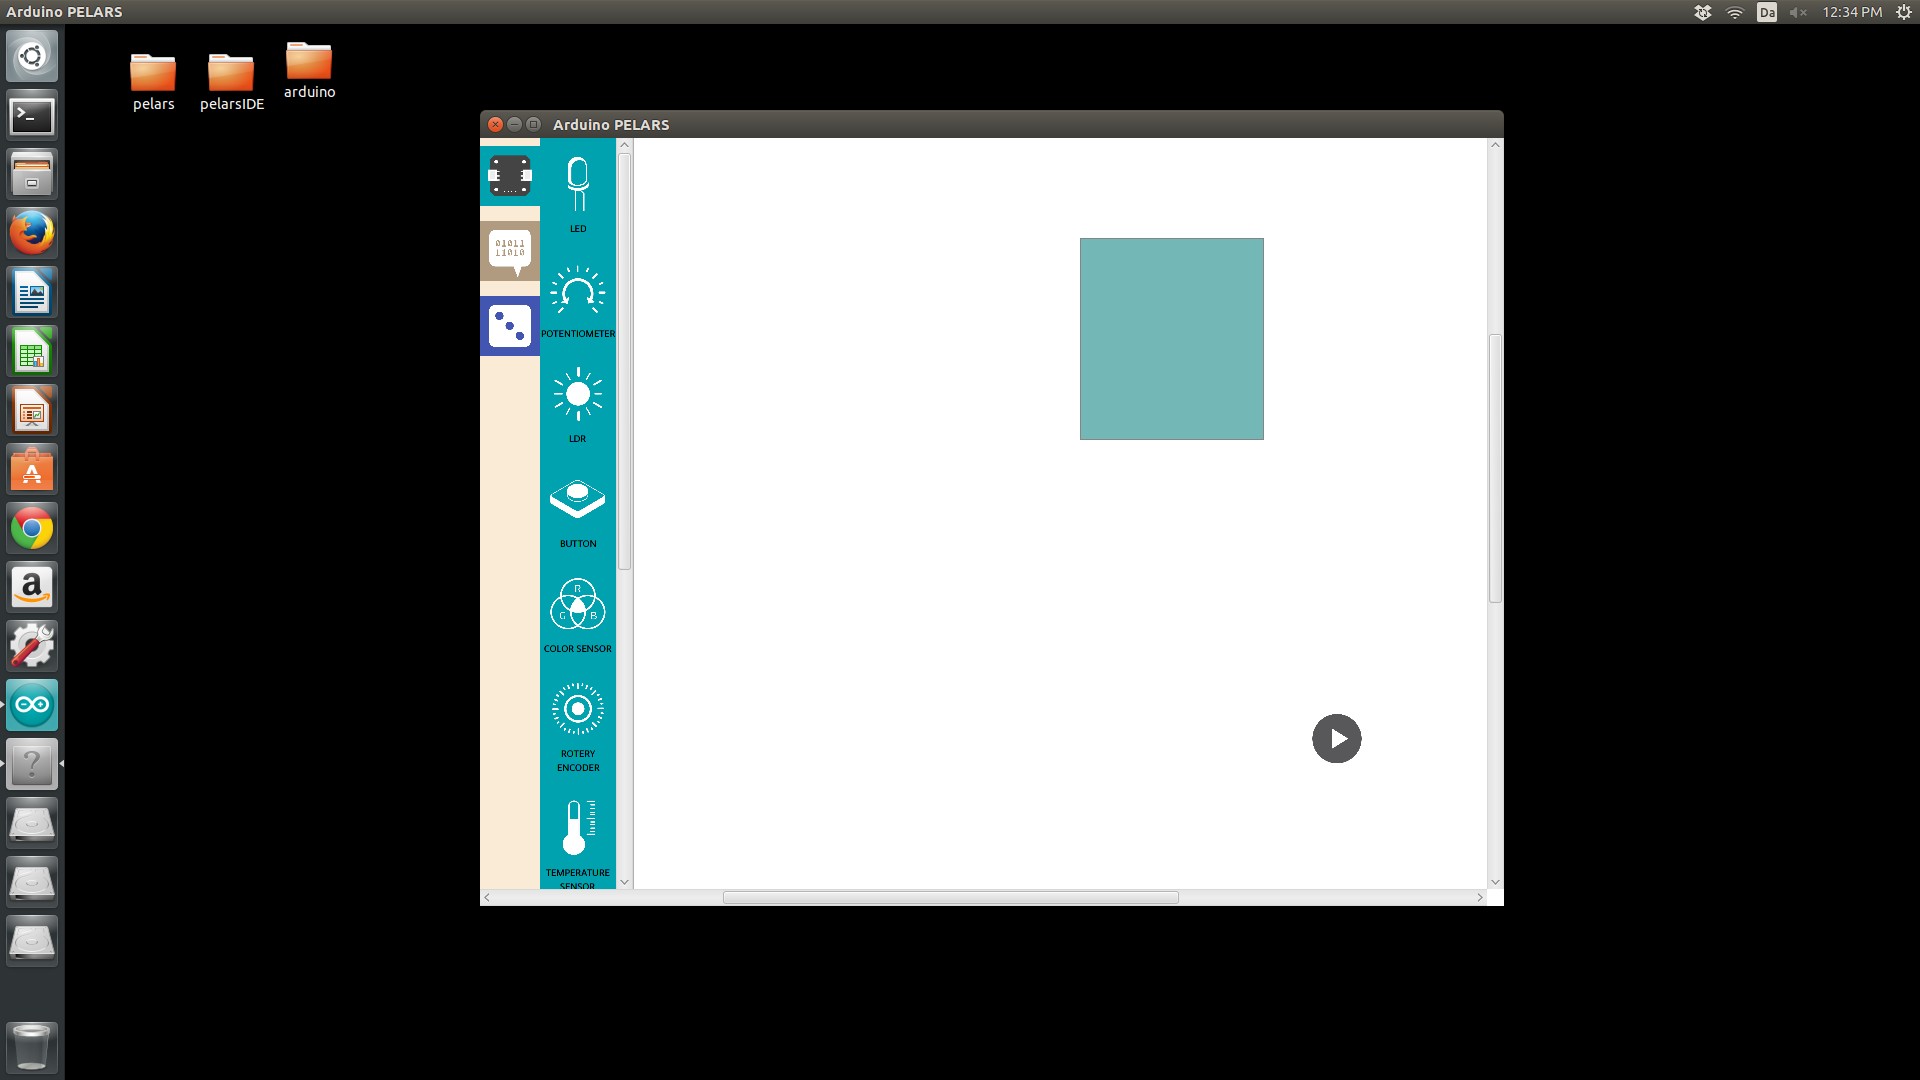 Arduino PELARS
Da
12:34 PM
pelars
pelarsIDE
arduino
Arduino PELARS
01011
11010
LED
POTENTIOMETER
LDR
BUTTON
R
G B
COLOR SENSOR
ROTERY
ENCODER
TEMPERATURE
SENSOR